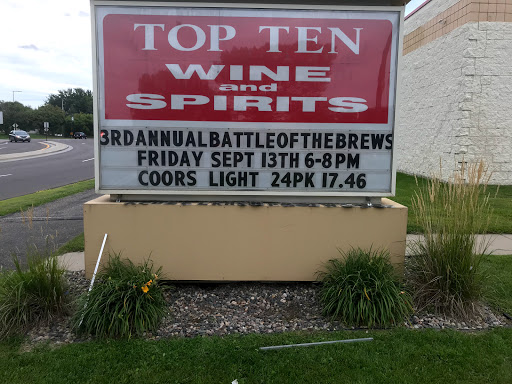 TOP TEN
WINE
and
SPIRITS
3RDANNUALBATTLEOFTHEBREWS
FRIDAY SEPT 13TH 6-8PM
COORS LIGHT 24PK 17.46